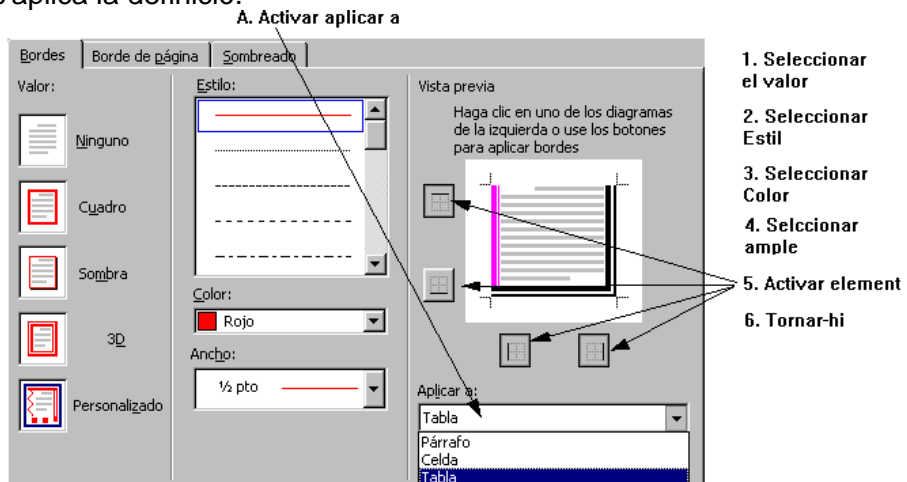 s'aplica la definició.
A. Activar aplicar a
Bordes
Borde de página
Sombreado
Valor:
Ninguno
Cuadro
Sombra
3D
Personalizado
Estilo:
Color:
Rojo
Ancho:
½ pto
Vista previa
Haga clic en uno de los diagramas
de la izquierda o use los botones
para aplicar bordes
Aplicar a:
Tabla
Párrafo
Celda
Tabla
1. Seleccionar
el valor
2. Seleccionar
Estil
3. Seleccionar
Color
4. Selccionar
ample
5. Activar element
6. Tornar-hi